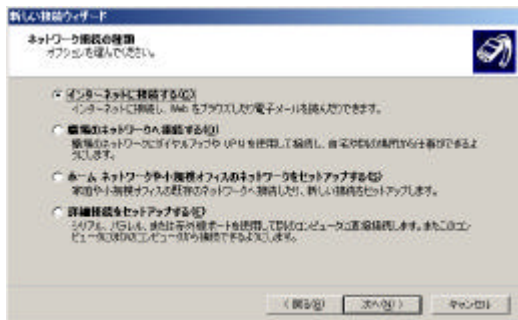 新しい接続ウィザード
ネットワーク接続の種類
オプションを選んでください。
インターネットに接続する(C)
インターネットに接続し、Web をブラウズしたり電子メールを読んだりできます。
職場のネットワークへ接続する(O)
職場のネットワークにダイヤルアップや VPN を使用して接続し、自宅や別の場所から仕事ができるようにします。
ホーム ネットワークや小規模オフィスのネットワークをセットアップする(S)
家庭や小規模オフィスの既存のネットワークへ接続したり、新しい接続をセットアップします。
詳細接続をセットアップする(E)
シリアル、パラレル、または赤外線ポートを使用して別のコンピュータに直接接続します。またこのコン
ピュータに別のコンピュータから接続できるようにします。
< 戻る(B)
次へ(N) >
キャンセル